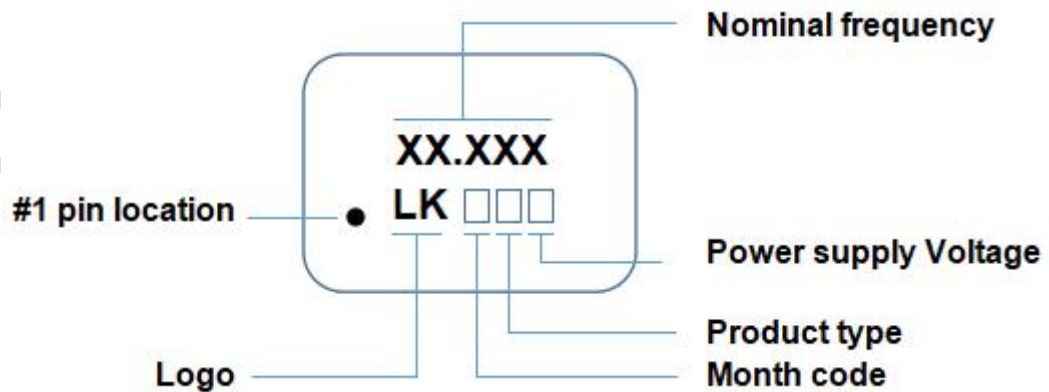 Nominal frequency
XX.XXX
#1 pin location
LK □□□
Power supply Voltage
Product type
Logo
Month code